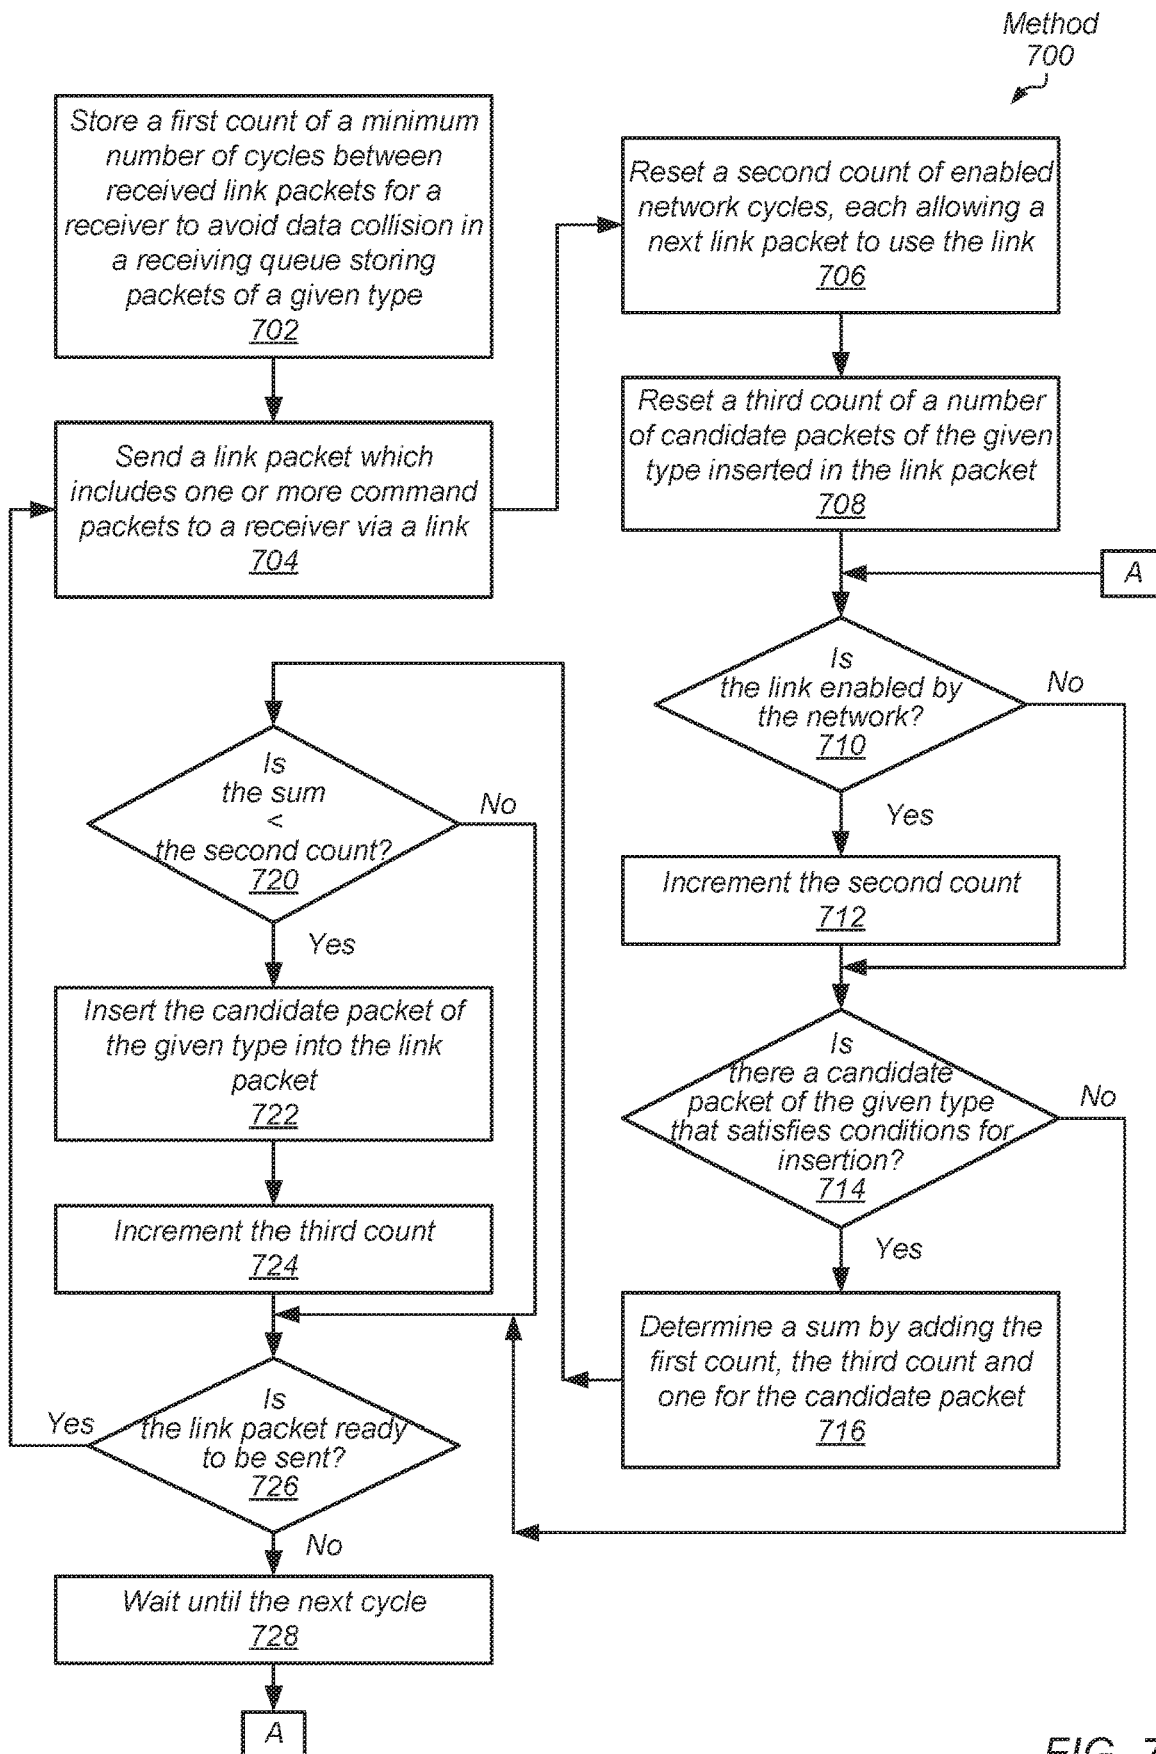 Method
700
Store a first count of a minimum
number of cycles between
received link packets for a
receiver to avoid data collision in
a receiving queue storing
packets of a given type
702
Send a link packet which
includes one or more command
packets to a receiver via a link
704
Reset a second count of enabled
network cycles, each allowing a
next link packet to use the link
706
Reset a third count of a number
of candidate packets of the given
type inserted in the link packet
708
A
Is
the link enabled by
the network?
710
No
Yes
Increment the second count
712
Is
there a candidate
packet of the given type
that satisfies conditions for
insertion?
714
No
Yes
Determine a sum by adding the
first count, the third count and
one for the candidate packet
716
Is
the sum
<
the second count?
720
No
Yes
Insert the candidate packet of
the given type into the link
packet
722
Increment the third count
724
Is
the link packet ready
to be sent?
726
Yes
No
Wait until the next cycle
728
A
FIG. 7